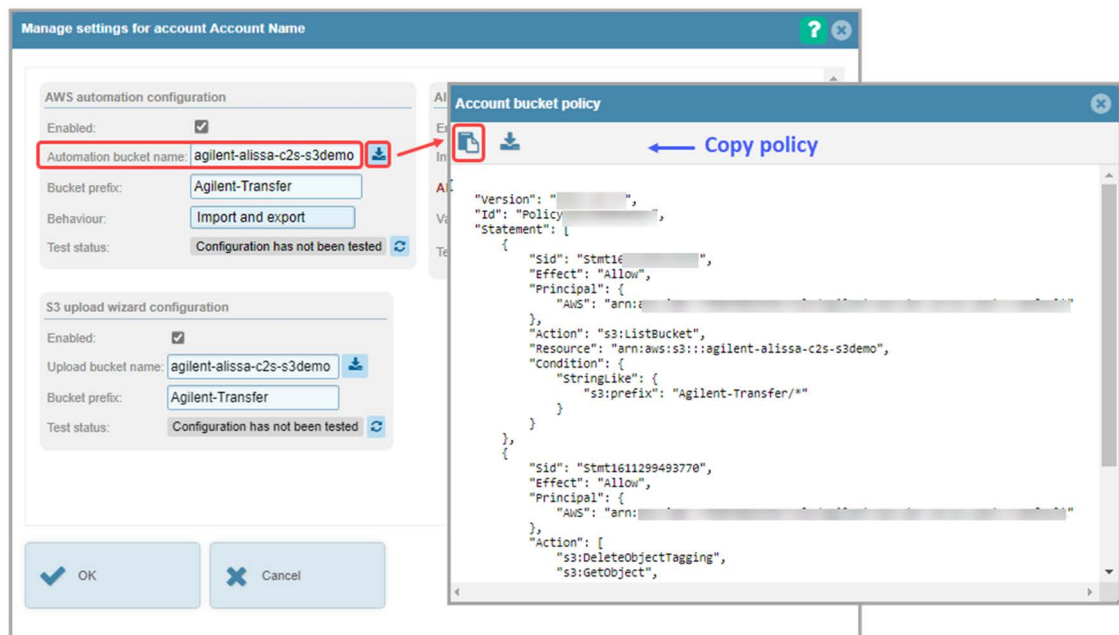 Manage settings for account Account Name
?
AWS automation configuration
Enabled:
Automation bucket name: agilent-alissa-c2s-s3demo
Bucket prefix: Agilent-Transfer
Behaviour: Import and export
Test status: Configuration has not been tested
S3 upload wizard configuration
Enabled:
Upload bucket name: agilent-alissa-c2s-s3demo
Bucket prefix: Agilent-Transfer
Test status: Configuration has not been tested
OK
Cancel
Account bucket policy
Copy policy
"Version": "",
"Id": "Policy",
"Statement": [
{
"Sid": "Stmt16",
"Effect": "Allow",
"Principal": {
"AWS": "arn:
},
"Action": "s3:ListBucket",
"Resource": "arn:aws:s3:::agilent-alissa-c2s-s3demo",
"Condition": {
"StringLike": {
"s3:prefix": "Agilent-Transfer/*"
}
}
},
{
"Sid": "Stmt1611299493770",
"Effect": "Allow",
"Principal": {
"AWS": "arn:
},
"Action": [
"s3:DeleteObjectTagging",
"s3:GetObject",